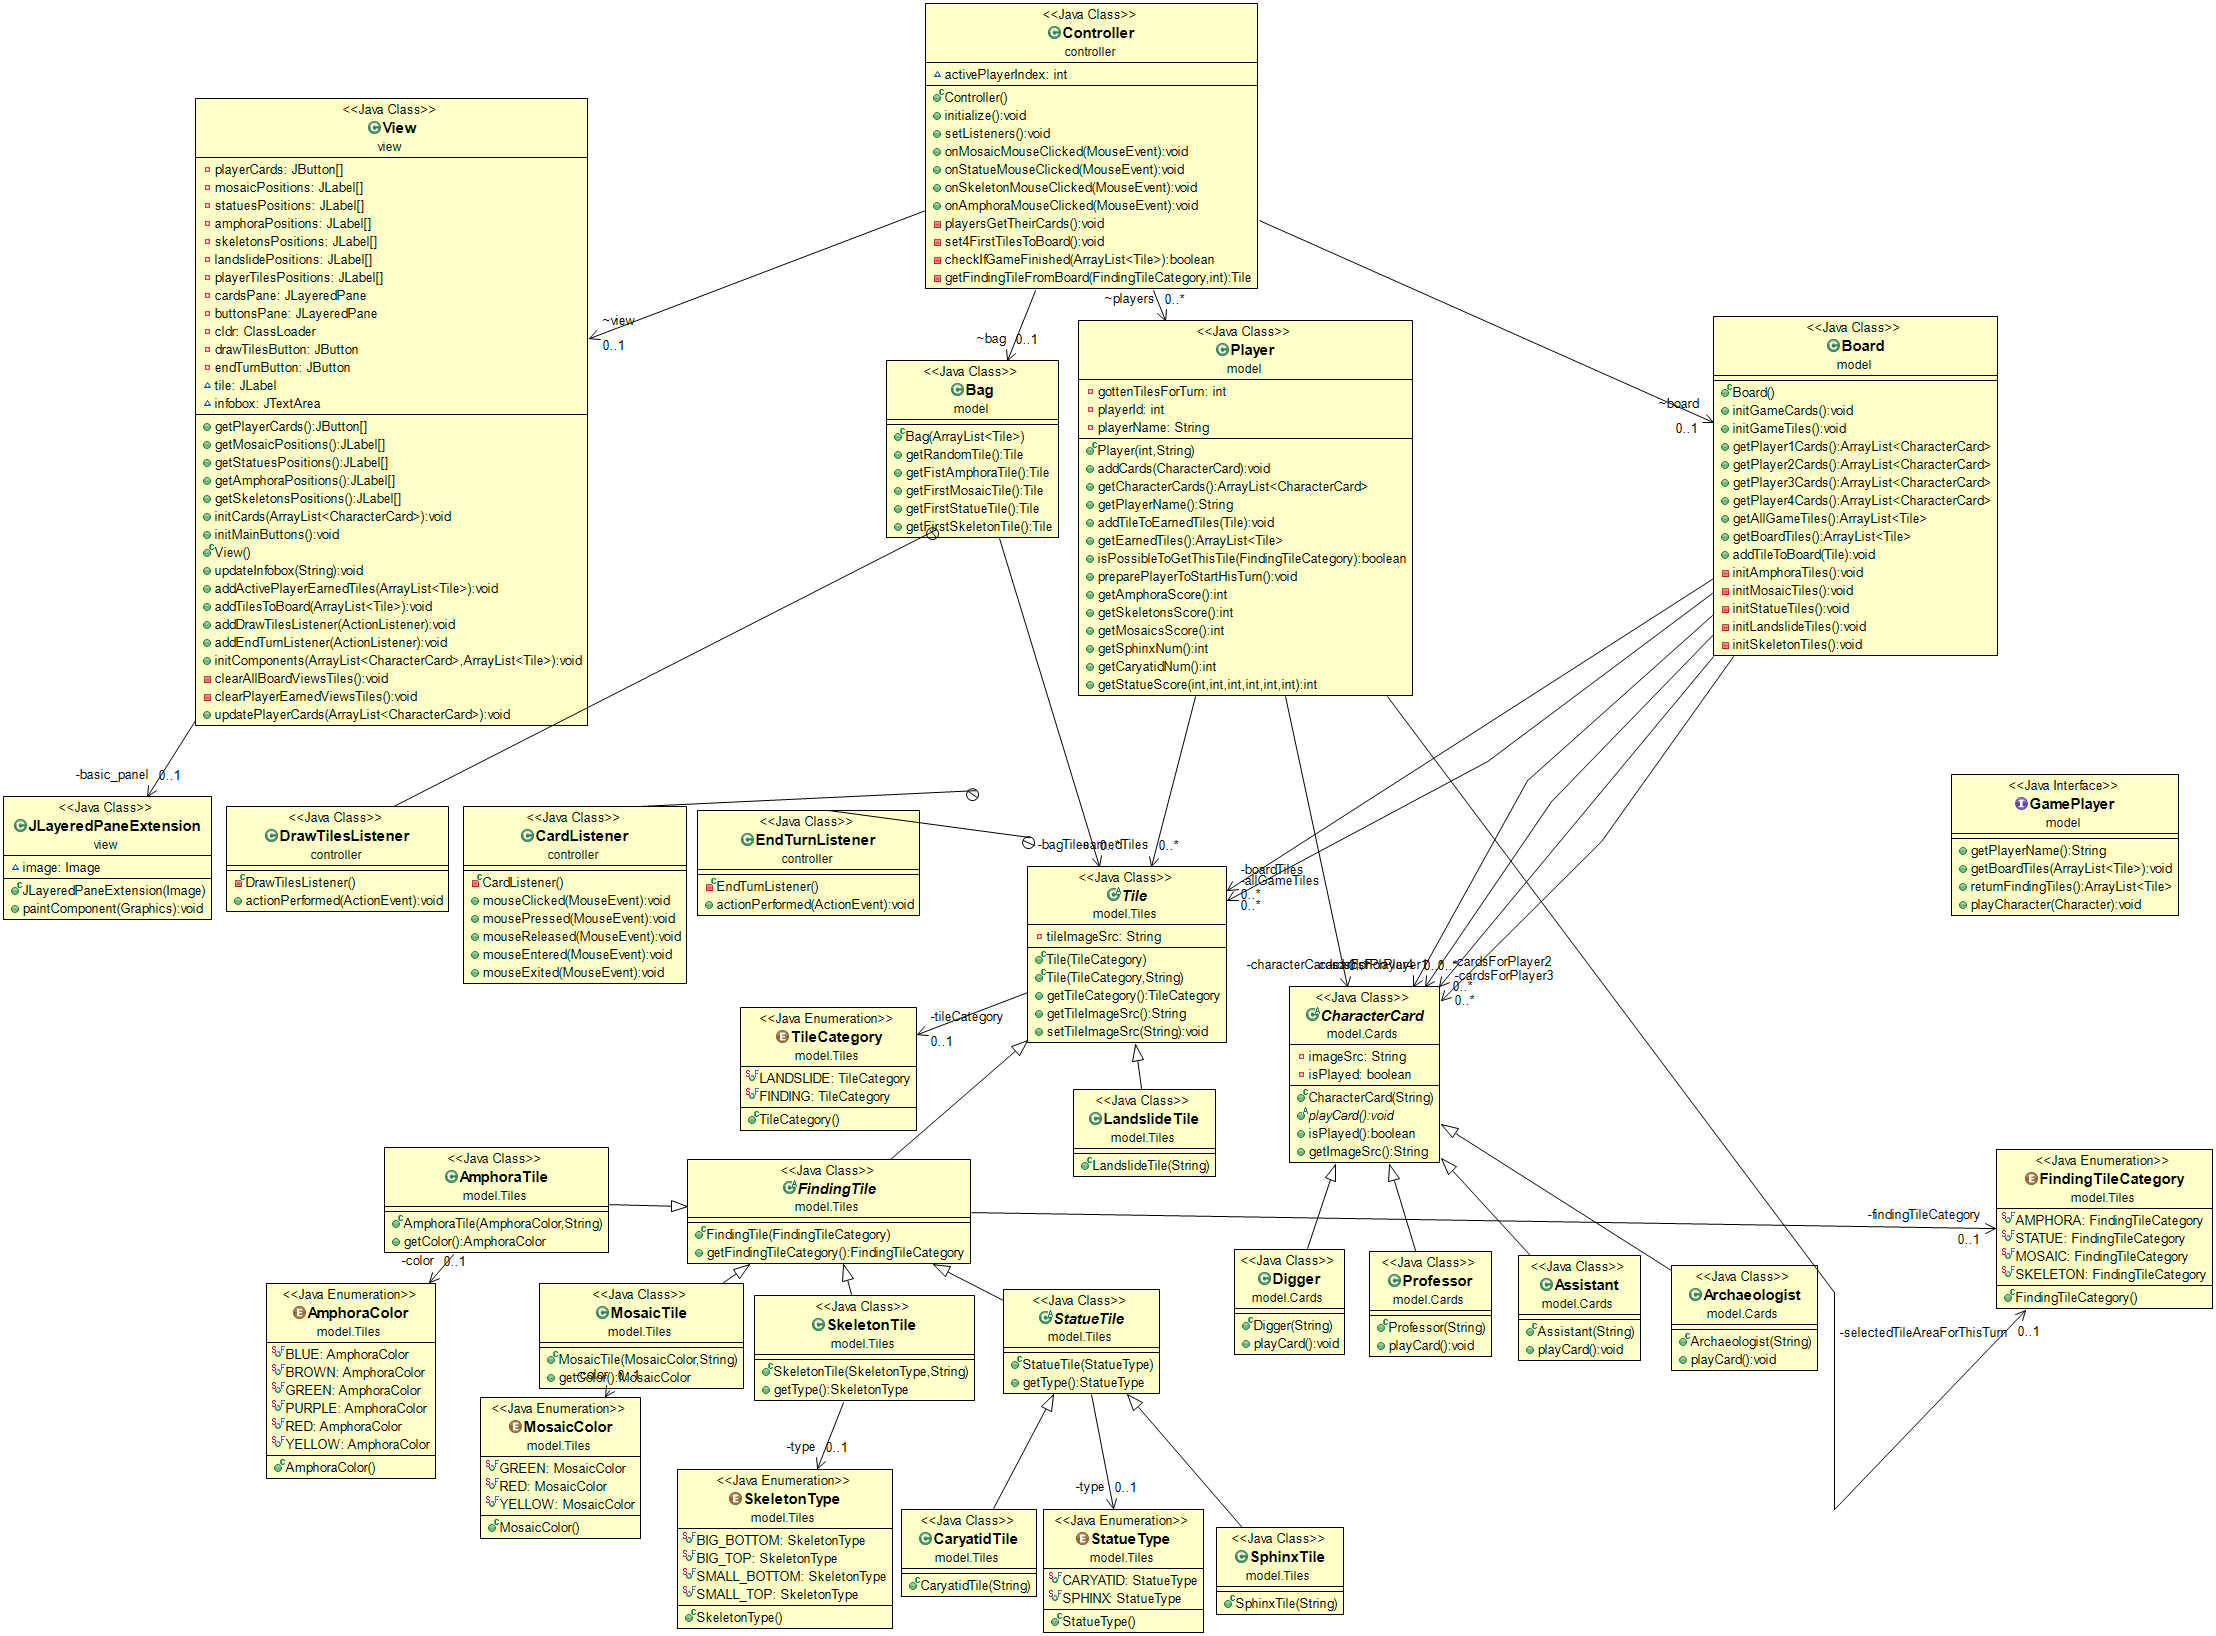 <<Java Class>>
Controller
controller
activePlayerIndex: int
Controller()
initialize():void
setListeners():void
onMosaicMouseClicked(MouseEvent):void
onStatueMouseClicked(MouseEvent):void
onSkeletonMouseClicked(MouseEvent):void
onAmphoraMouseClicked(MouseEvent):void
playersGetTheirCards():void
set4FirstTilesToBoard():void
checkIfGameFinished(ArrayList<Tile>):boolean
getFindingTileFromBoard(FindingTileCategory,int):Tile
<<Java Class>>
View
view
playerCards: JButton[]
mosaicPositions: JLabel[]
statuesPositions: JLabel[]
amphoraPositions: JLabel[]
skeletonsPositions: JLabel[]
landslidePositions: JLabel[]
playerTilesPositions: JLabel[]
cardsPane: JLayeredPane
buttonsPane: JLayeredPane
cldr: ClassLoader
drawTilesButton: JButton
endTurnButton: JButton
tile: JLabel
infobox: JTextArea
getPlayerCards():JButton[]
getMosaicPositions():JLabel[]
getStatuesPositions():JLabel[]
getAmphoraPositions():JLabel[]
getSkeletonsPositions():JLabel[]
initCards(ArrayList<CharacterCard>):void
initMainButtons():void
View()
updateInfobox(String):void
addActivePlayerEarnedTiles(ArrayList<Tile>):void
addTilesToBoard(ArrayList<Tile>):void
addDrawTilesListener(ActionListener):void
addEndTurnListener(ActionListener):void
initComponents(ArrayList<CharacterCard>,ArrayList<Tile>):void
clearAllBoardViewsTiles():void
clearPlayerEarnedViewsTiles():void
updatePlayerCards(ArrayList<CharacterCard>):void
~view
0..1
~bag 0..1
~players 0..*
~board
0..1
<<Java Class>>
Bag
model
Bag(ArrayList<Tile>)
getRandomTile():Tile
getFistAmphoraTile():Tile
getFirstMosaicTile():Tile
getFirstStatueTile():Tile
getFirstSkeletonTile():Tile
<<Java Class>>
Player
model
gottenTilesForTurn: int
playerId: int
playerName: String
Player(int,String)
addCards(CharacterCard):void
getCharacterCards():ArrayList<CharacterCard>
getPlayerName():String
addTileToEarnedTiles(Tile):void
getEarnedTiles():ArrayList<Tile>
isPossibleToGetThisTile(FindingTileCategory):boolean
preparePlayerToStartHisTurn():void
getAmphoraScore():int
getSkeletonsScore():int
getMosaicsScore():int
getSphinxNum():int
getCaryatidNum():int
getStatueScore(int,int,int,int,int,int):int
<<Java Class>>
Board
model
Board()
initGameCards():void
initGameTiles():void
getPlayer1Cards():ArrayList<CharacterCard>
getPlayer2Cards():ArrayList<CharacterCard>
getPlayer3Cards():ArrayList<CharacterCard>
getPlayer4Cards():ArrayList<CharacterCard>
getAllGameTiles():ArrayList<Tile>
getBoardTiles():ArrayList<Tile>
addTileToBoard(Tile):void
initAmphoraTiles():void
initMosaicTiles():void
initStatueTiles():void
initLandslideTiles():void
initSkeletonTiles():void
-basic_panel 0..1
<<Java Class>>
JLayeredPaneExtension
view
image: Image
JLayeredPaneExtension(Image)
paintComponent(Graphics):void
<<Java Class>>
DrawTilesListener
controller
DrawTilesListener()
actionPerformed(ActionEvent):void
<<Java Class>>
CardListener
controller
CardListener()
mouseClicked(MouseEvent):void
mousePressed(MouseEvent):void
mouseReleased(MouseEvent):void
mouseEntered(MouseEvent):void
mouseExited(MouseEvent):void
<<Java Class>>
EndTurnListener
controller
EndTurnListener()
actionPerformed(ActionEvent):void
<<Java Interface>>
GamePlayer
model
getPlayerName():String
getBoardTiles(ArrayList<Tile>):void
returnFindingTiles():ArrayList<Tile>
playCharacter(Character):void
0..*
-boardTiles
-allGameTiles
0..*
0..*
<<Java Class>>
Tile
model.Tiles
tileImageSrc: String
Tile(TileCategory)
Tile(TileCategory,String)
getTileCategory():TileCategory
getTileImageSrc():String
setTileImageSrc(String):void
-cardsForPlayer2
-cardsForPlayer3
0..*
0..*
-tileCategory
0..1
<<Java Enumeration>>
TileCategory
model.Tiles
LANDSLIDE: TileCategory
FINDING: TileCategory
TileCategory()
<<Java Class>>
CharacterCard
model.Cards
imageSrc: String
isPlayed: boolean
CharacterCard(String)
playCard():void
isPlayed():boolean
getImageSrc():String
<<Java Class>>
LandslideTile
model.Tiles
LandslideTile(String)
<<Java Class>>
AmphoraTile
model.Tiles
AmphoraTile(AmphoraColor,String)
getColor():AmphoraColor
<<Java Class>>
FindingTile
model.Tiles
FindingTile(FindingTileCategory)
getFindingTileCategory():FindingTileCategory
-findingTileCategory
0..1
<<Java Enumeration>>
FindingTileCategory
model.Tiles
AMPHORA: FindingTileCategory
STATUE: FindingTileCategory
MOSAIC: FindingTileCategory
SKELETON: FindingTileCategory
FindingTileCategory()
-selectedTileAreaForThisTurn 0..1
-color 0..1
<<Java Enumeration>>
AmphoraColor
model.Tiles
BLUE: AmphoraColor
BROWN: AmphoraColor
GREEN: AmphoraColor
PURPLE: AmphoraColor
RED: AmphoraColor
YELLOW: AmphoraColor
AmphoraColor()
<<Java Class>>
MosaicTile
model.Tiles
MosaicTile(MosaicColor,String)
getColor():MosaicColor
<<Java Class>>
SkeletonTile
model.Tiles
SkeletonTile(SkeletonType,String)
getType():SkeletonType
<<Java Class>>
StatueTile
model.Tiles
StatueTile(StatueType)
getType():StatueType
<<Java Class>>
Digger
model.Cards
Digger(String)
playCard():void
<<Java Class>>
Professor
model.Cards
Professor(String)
playCard():void
<<Java Class>>
Assistant
model.Cards
Assistant(String)
playCard():void
<<Java Class>>
Archaeologist
model.Cards
Archaeologist(String)
playCard():void
<<Java Enumeration>>
MosaicColor
model.Tiles
GREEN: MosaicColor
RED: MosaicColor
YELLOW: MosaicColor
MosaicColor()
-type 0..1
<<Java Enumeration>>
SkeletonType
model.Tiles
BIG_BOTTOM: SkeletonType
BIG_TOP: SkeletonType
SMALL_BOTTOM: SkeletonType
SMALL_TOP: SkeletonType
SkeletonType()
-type 0..1
<<Java Class>>
CaryatidTile
model.Tiles
CaryatidTile(String)
<<Java Enumeration>>
StatueType
model.Tiles
CARYATID: StatueType
SPHINX: StatueType
StatueType()
<<Java Class>>
SphinxTile
model.Tiles
SphinxTile(String)